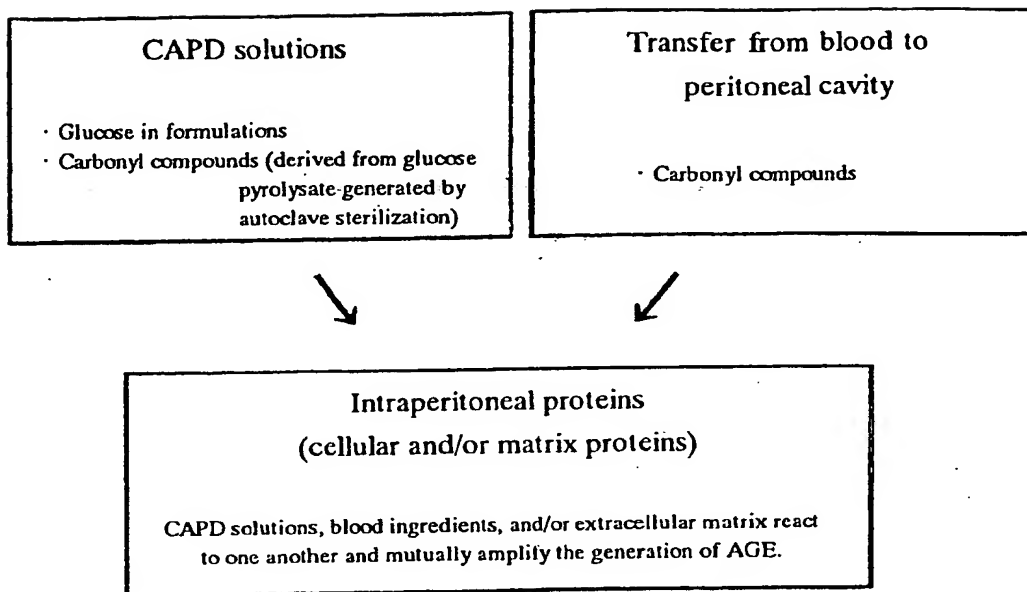 CAPD solutions
· Glucose in formulations
· Carbonyl compounds (derived from glucose
pyrolysate-generated by
autoclave sterilization)
Transfer from blood to
peritoneal cavity
· Carbonyl compounds
Intraperitoneal proteins
(cellular and/or matrix proteins)
CAPD solutions, blood ingredients, and/or extracellular matrix react
to one another and mutually amplify the generation of AGE.